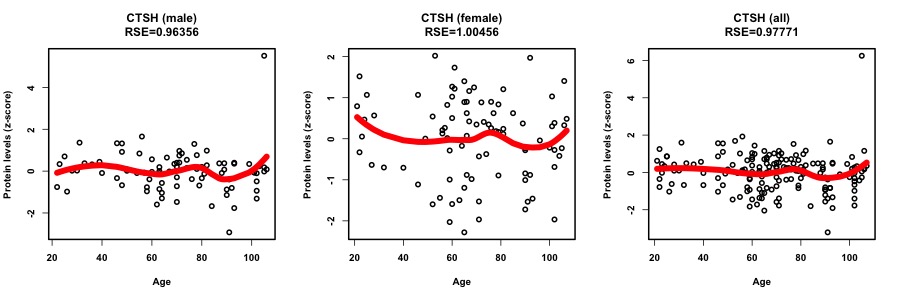 CTSH (male)
RSE=0.96356
Protein levels (z-score)
4
2
0
-2
20
40
60
80
100
Age
CTSH (female)
RSE=1.00456
Protein levels (z-score)
2
1
0
-1
-2
20
40
60
80
100
Age
CTSH (all)
RSE=0.97771
Protein levels (z-score)
6
4
2
0
-2
20
40
60
80
100
Age